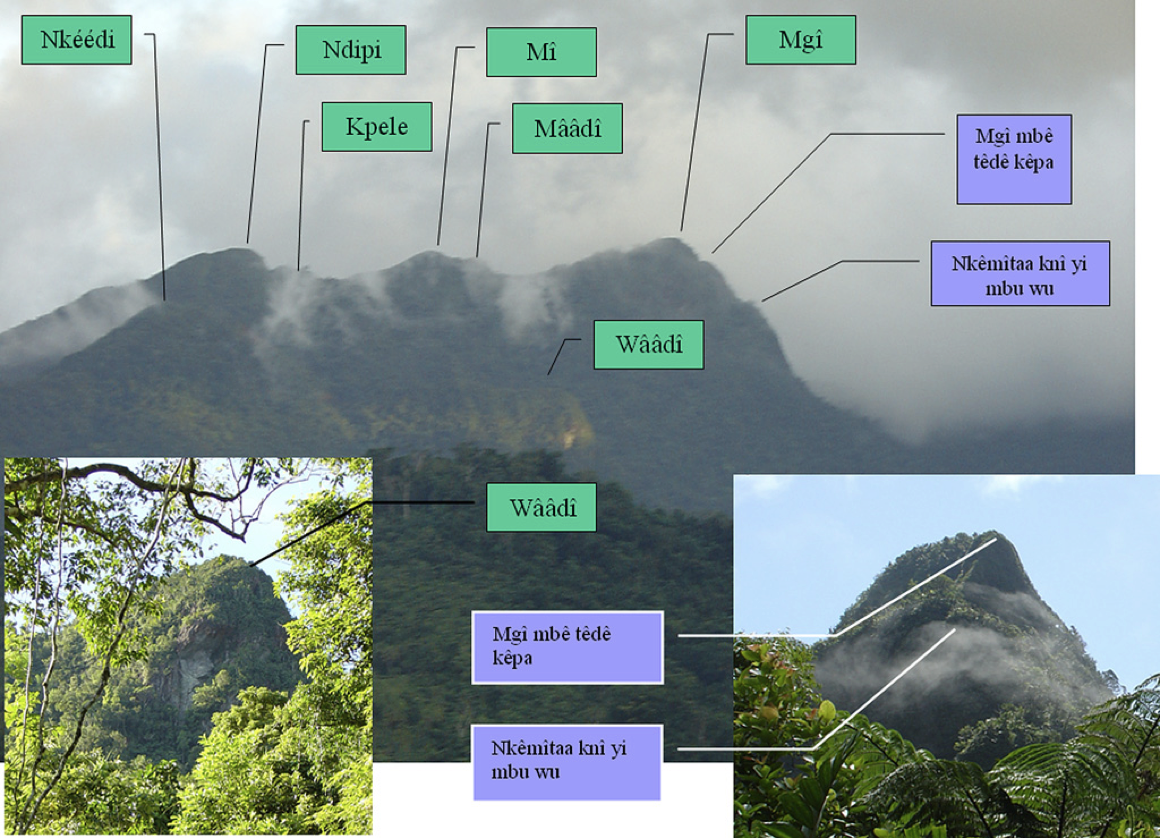 Nkéédi
Ndipi
Mî
Mgî
Kpele
Mââdî
Mgî mbê
têdê kêpa
Nkêmîtaa knî yi
mbu wu
Wââdî
Wââdî
Mgî mbê têdê
kêpa
Nkêmîtaa knî yi
mbu wu